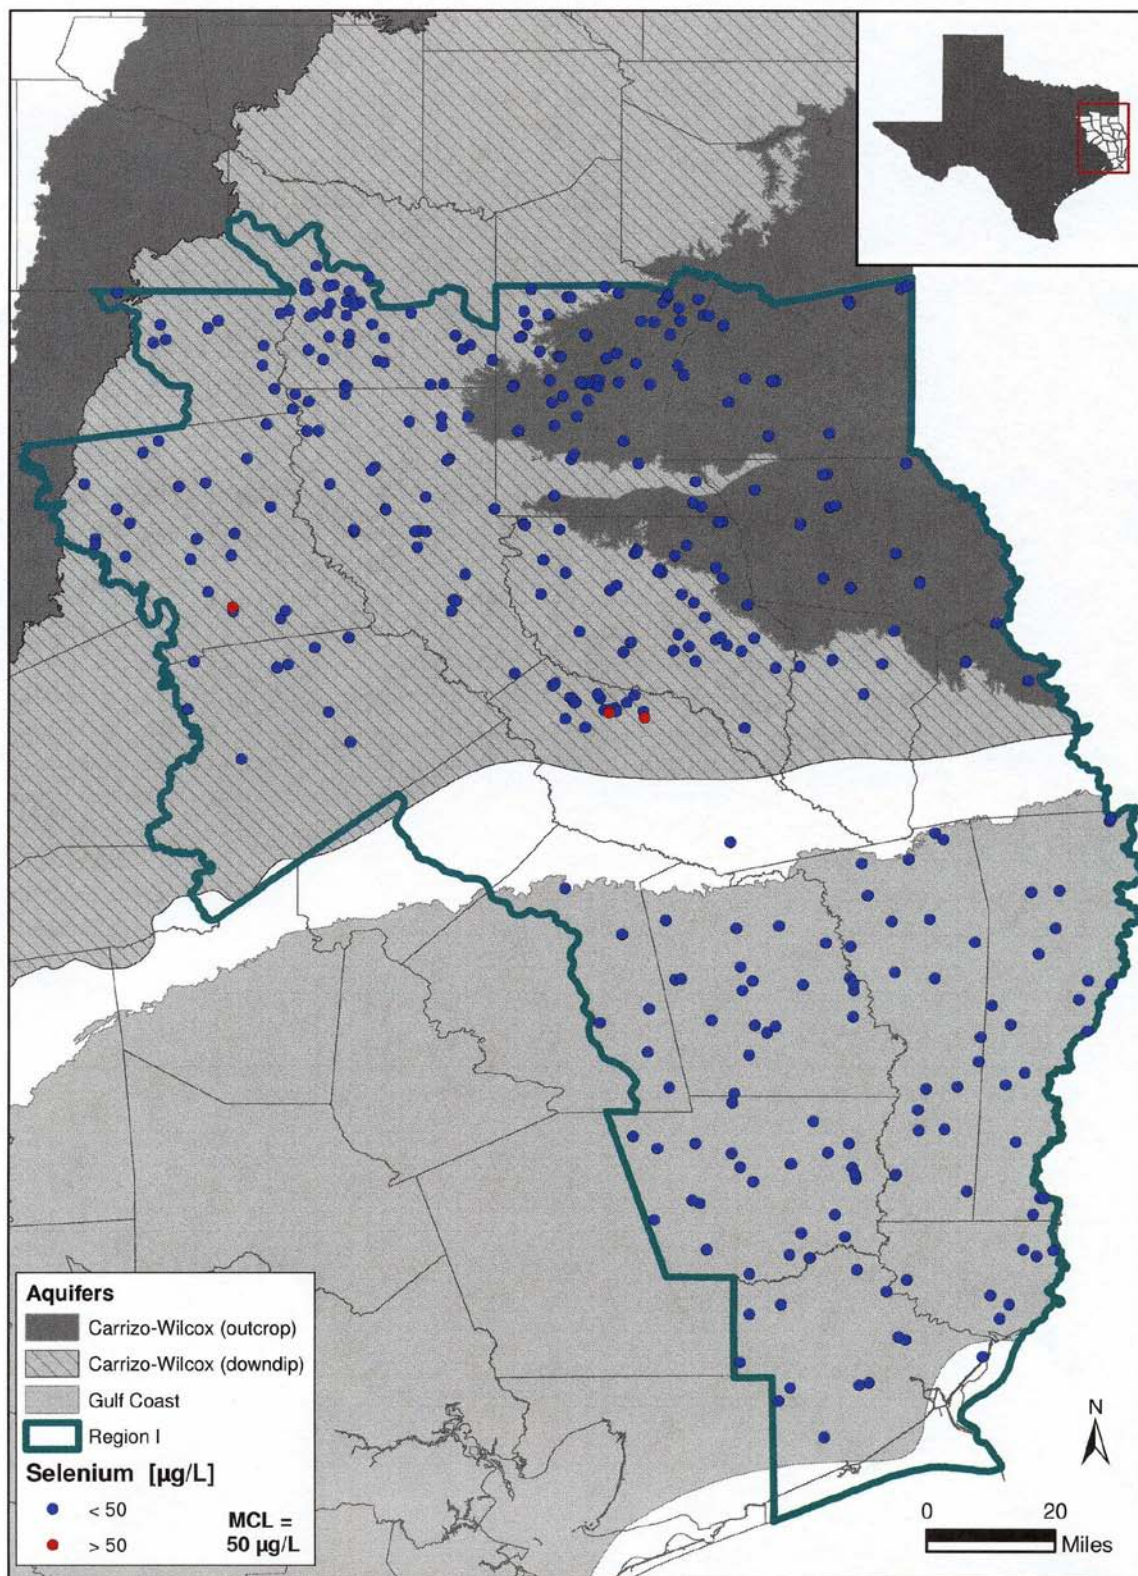 Aquifers
Carrizo-Wilcox (outcrop)
Carrizo-Wilcox (downdip)
Gulf Coast
Region I
Selenium [µg/L]
< 50
> 50
MCL =
50 µg/L
N
0 20
Miles